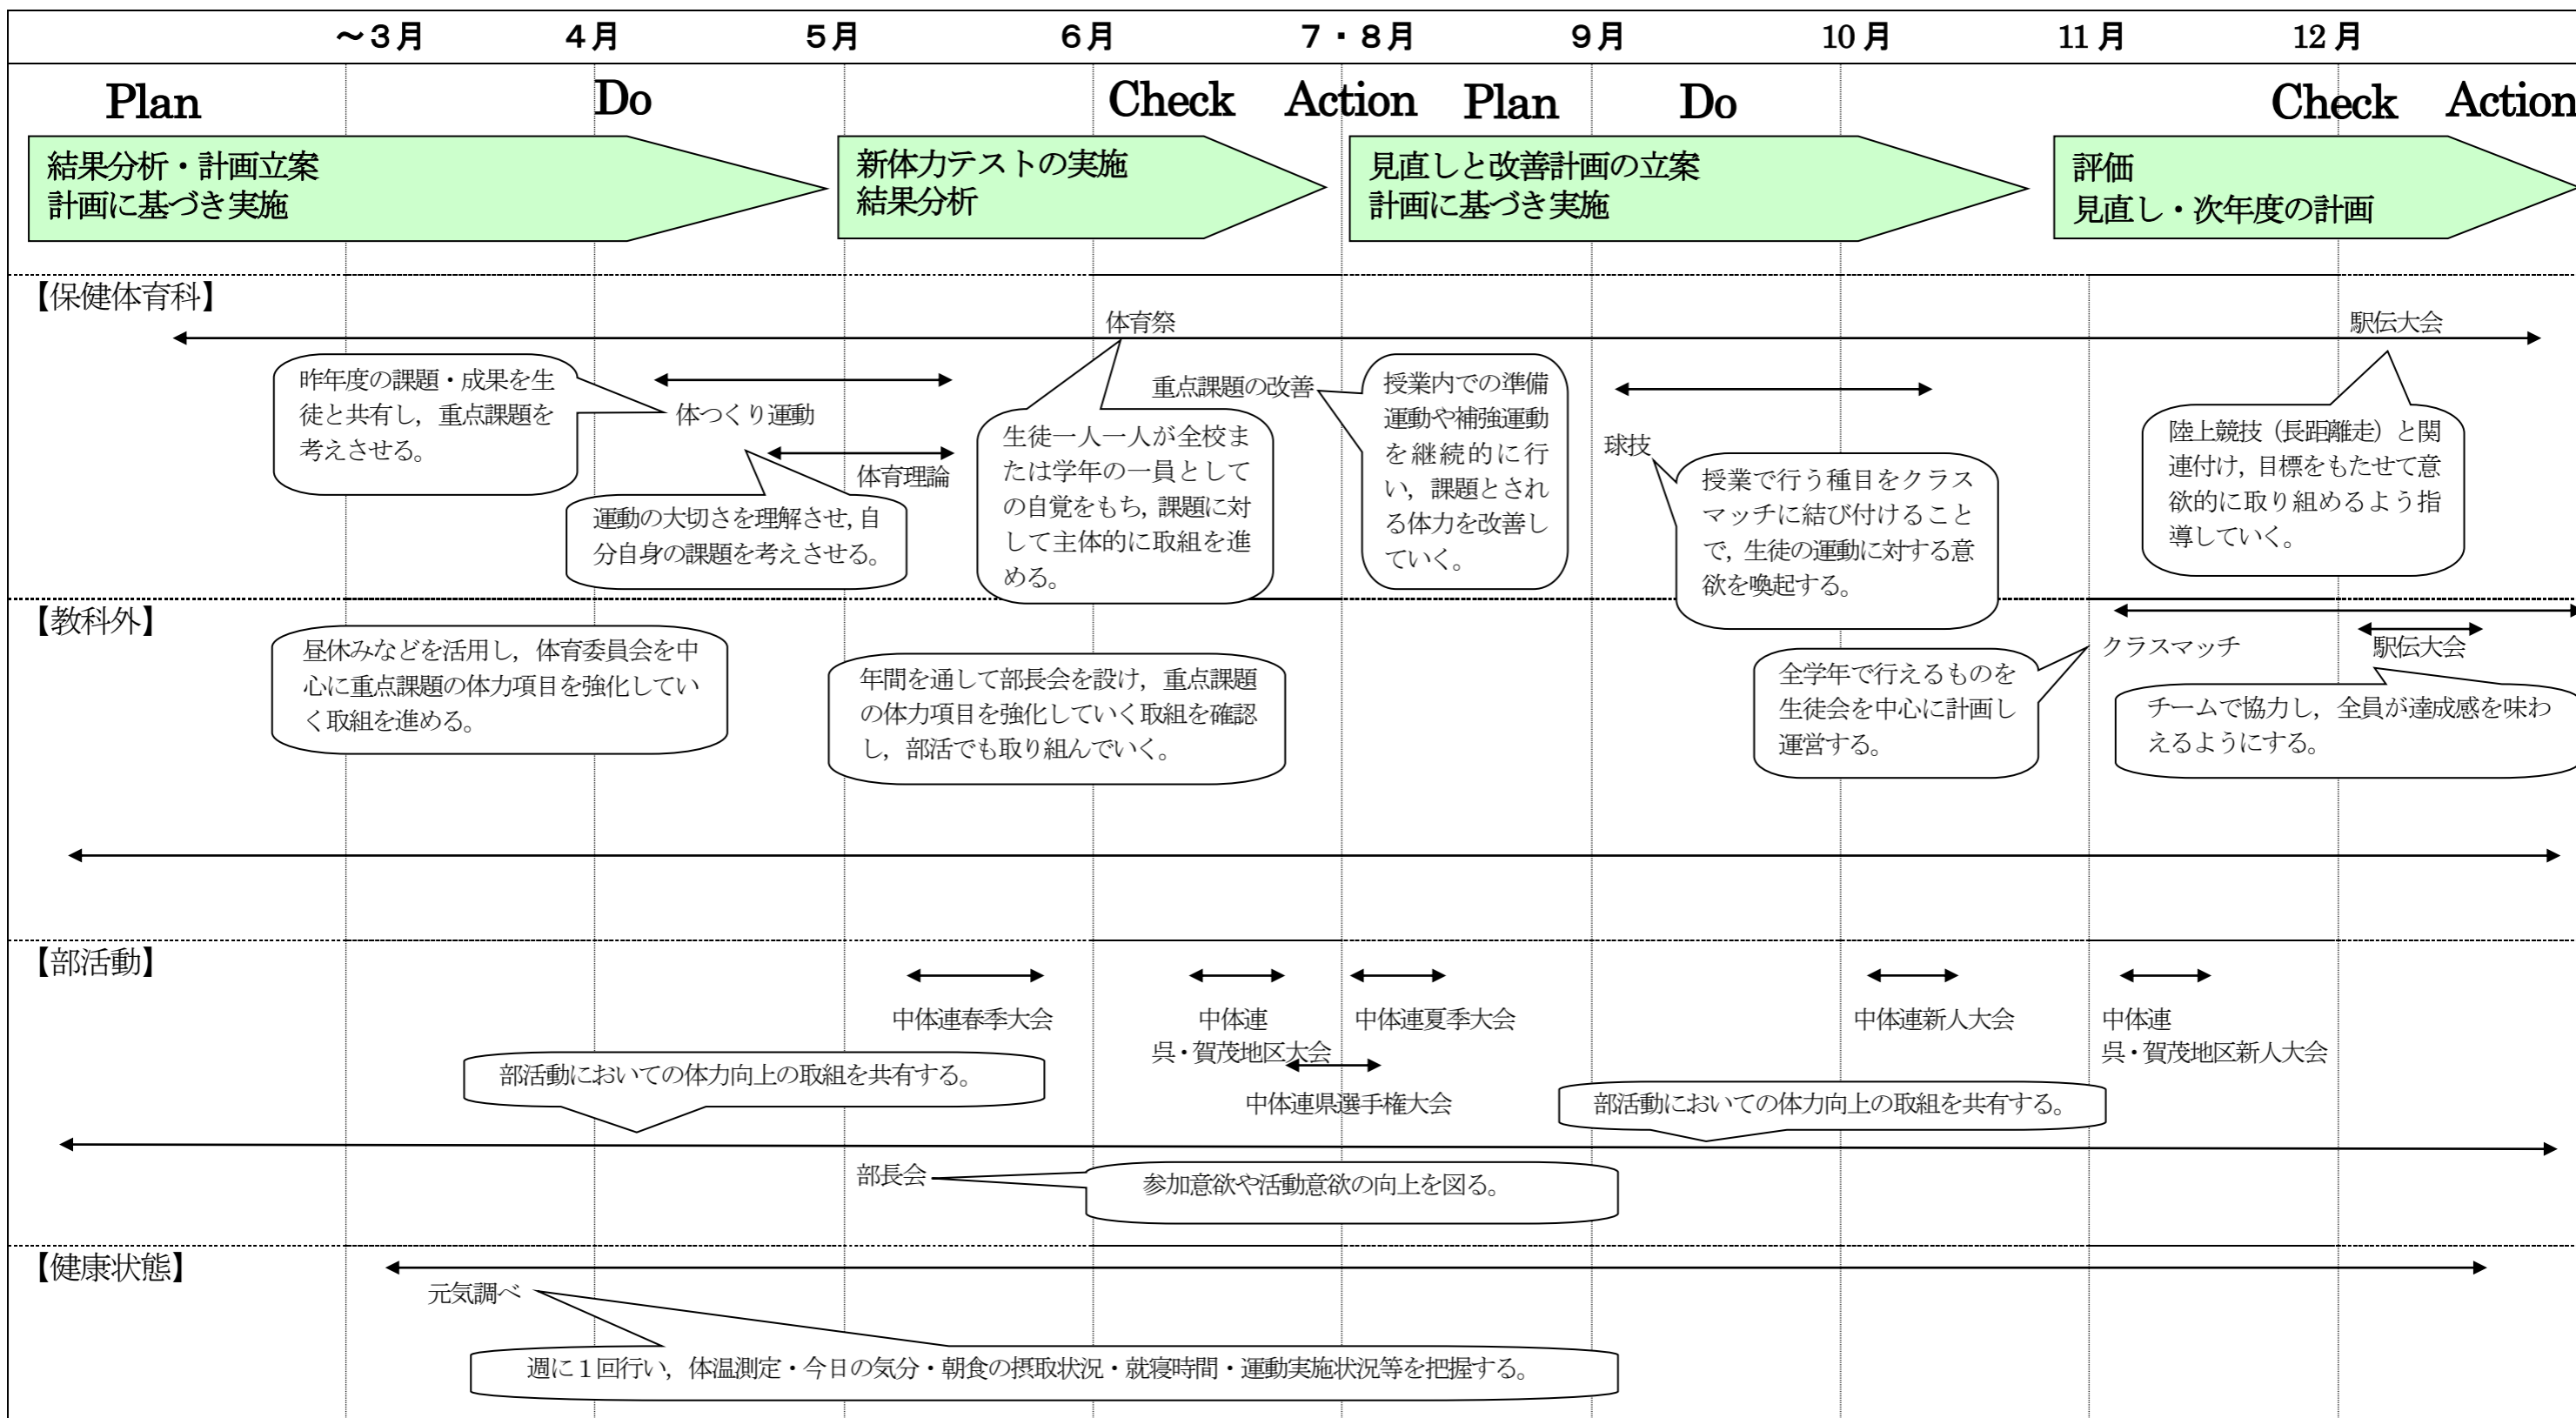 ～３月
４月
５月
６月
７・８月
９月
10 月
11 月
12 月
Plan
Do
Check
Action
Plan
Do
Check
Action
結果分析・計画立案
計画に基づき実施
新体力テストの実施
結果分析
見直しと改善計画の立案
計画に基づき実施
評価
見直し・次年度の計画
【保健体育科】
体育祭
駅伝大会
昨年度の課題・成果を生
徒と共有し，重点課題を
考えさせる。
体つくり運動
体育理論
運動の大切さを理解させ，自
分自身の課題を考えさせる。
生徒一人一人が全校ま
たは学年の一員として
の自覚をもち，課題に対
して主体的に取組を進
める。
重点課題の改善
授業内での準備
運動や補強運動
を継続的に行
い，課題とされ
る体力を改善し
ていく。
球技
授業で行う種目をクラス
マッチに結び付けること
で，生徒の運動に対する意
欲を喚起する。
陸上競技（長距離走）と関
連付け，目標をもたせて意
欲的に取り組めるよう指
導していく。
【教科外】
昼休みなどを活用し，体育委員会を中
心に重点課題の体力項目を強化してい
く取組を進める。
年間を通して部長会を設け，重点課題
の体力項目を強化していく取組を確認
し，部活でも取り組んでいく。
全学年で行えるものを
生徒会を中心に計画し
運営する。
クラスマッチ
駅伝大会
チームで協力し，全員が達成感を味わ
えるようにする。
【部活動】
中体連春季大会
中体連
呉・賀茂地区大会
中体連夏季大会
中体連県選手権大会
中体連新人大会
中体連
呉・賀茂地区新人大会
部活動においての体力向上の取組を共有する。
部活動においての体力向上の取組を共有する。
部長会
参加意欲や活動意欲の向上を図る。
【健康状態】
元気調べ
週に１回行い，体温測定・今日の気分・朝食の摂取状況・就寝時間・運動実施状況等を把握する。